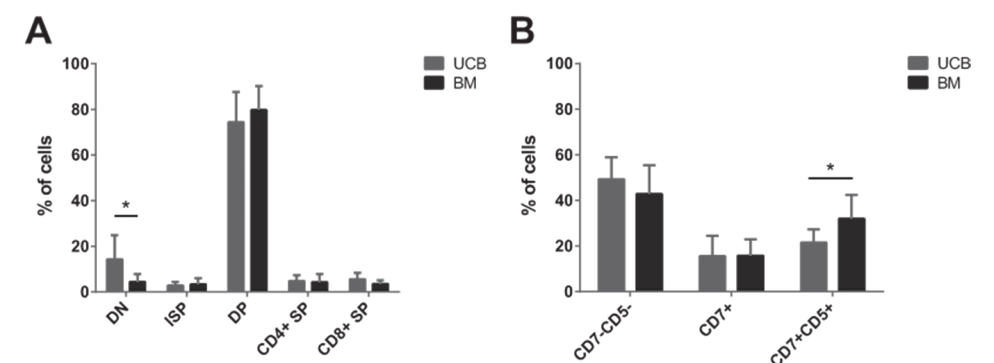 A
UCB
BM
% of cells
100
80
60
40
20
0
*
DN
ISP
DP
CD4+ SP
CD8+ SP
B
UCB
BM
% of cells
100
80
60
40
20
0
*
CD7-CD5-
CD7+
CD7+CD5+